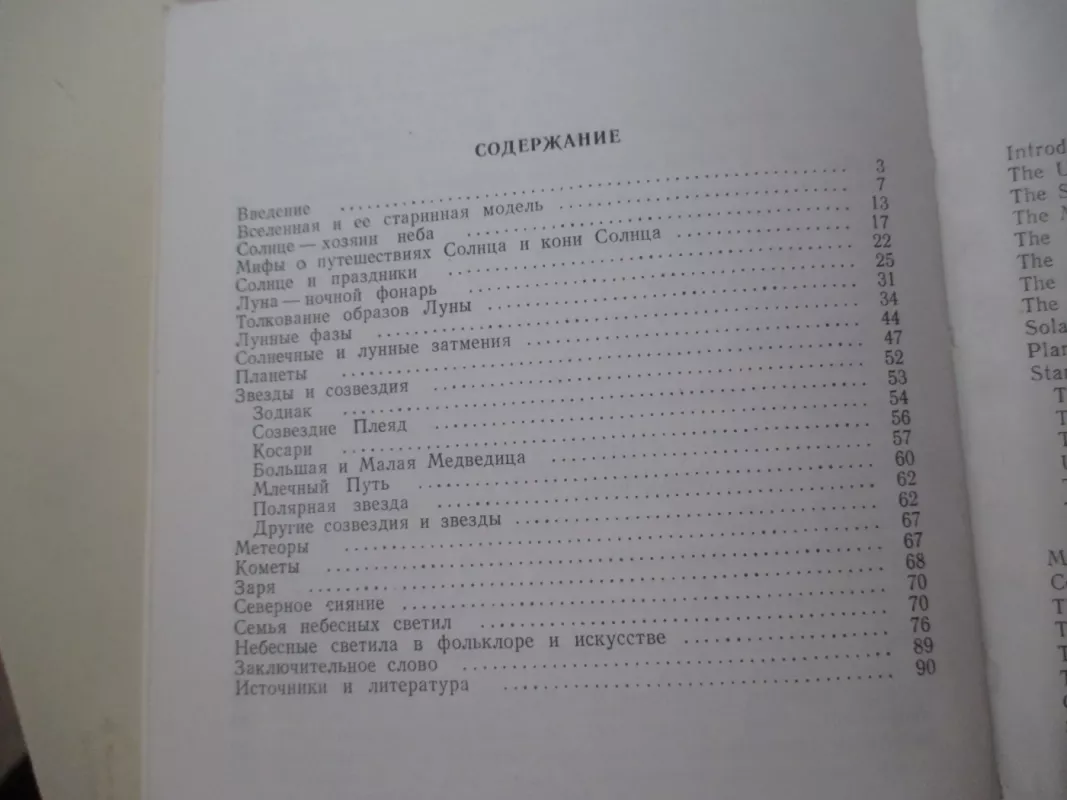 СОДЕРЖАНИЕ
Введение 3
Вселенная и ее старинная модель 7
Солнце — хозяин неба 13
Мифы о путешествиях Солнца и кони Солнца 17
Солнце и праздники 22
Луна — ночной фонарь 25
Толкование образов Луны 31
Лунные фазы 34
Солнечные и лунные затмения 44
Планеты 47
Звезды и созвездия 52
Зодиак 53
Созвездие Плеяд 54
Косари 56
Большая и Малая Медведица 57
Млечный Путь 60
Полярная звезда 62
Другие созвездия и звезды 62
Метеоры 67
Кометы 67
Заря 68
Северное сияние 70
Семья небесных светил 70
Небесные светила в фольклоре и искусстве 76
Заключительное слово 89
Источники и литература 90
Introd
The
The
The
The
The
The
The
Sola
Plan
Star